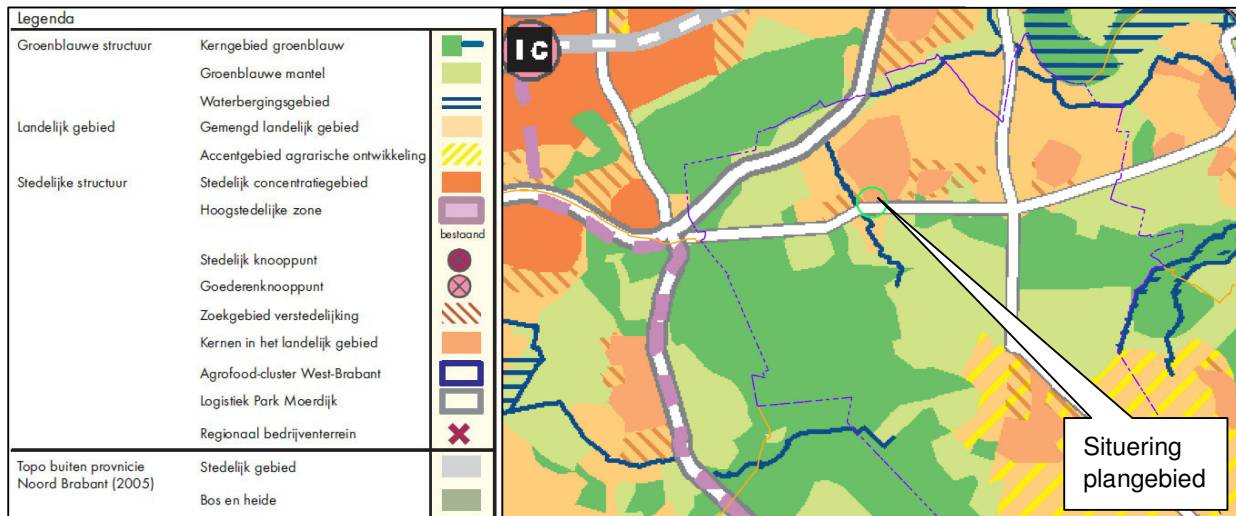 Legenda
Groenblauwe structuur Kerngebied groenblauw
Groenblauwe mantel
Waterbergingsgebied
Landelijk gebied Gemengd landelijk gebied
Accentgebied agrarische ontwikkeling
Stedelijke structuur Stedelijk concentratiegebied
Hoogstedelijke zone
bestaand
Stedelijk knooppunt
Goederenknooppunt
Zoekgebied verstedelijking
Kernen in het landelijk gebied
Agrofood-cluster West-Brabant
Logistiek Park Moerdijk
Regionaal bedrijventerrein
Topo buiten provnicie Stedelijk gebied
Noord Brabant (2005)
Bos en heide
Ic
Situering
plangebied